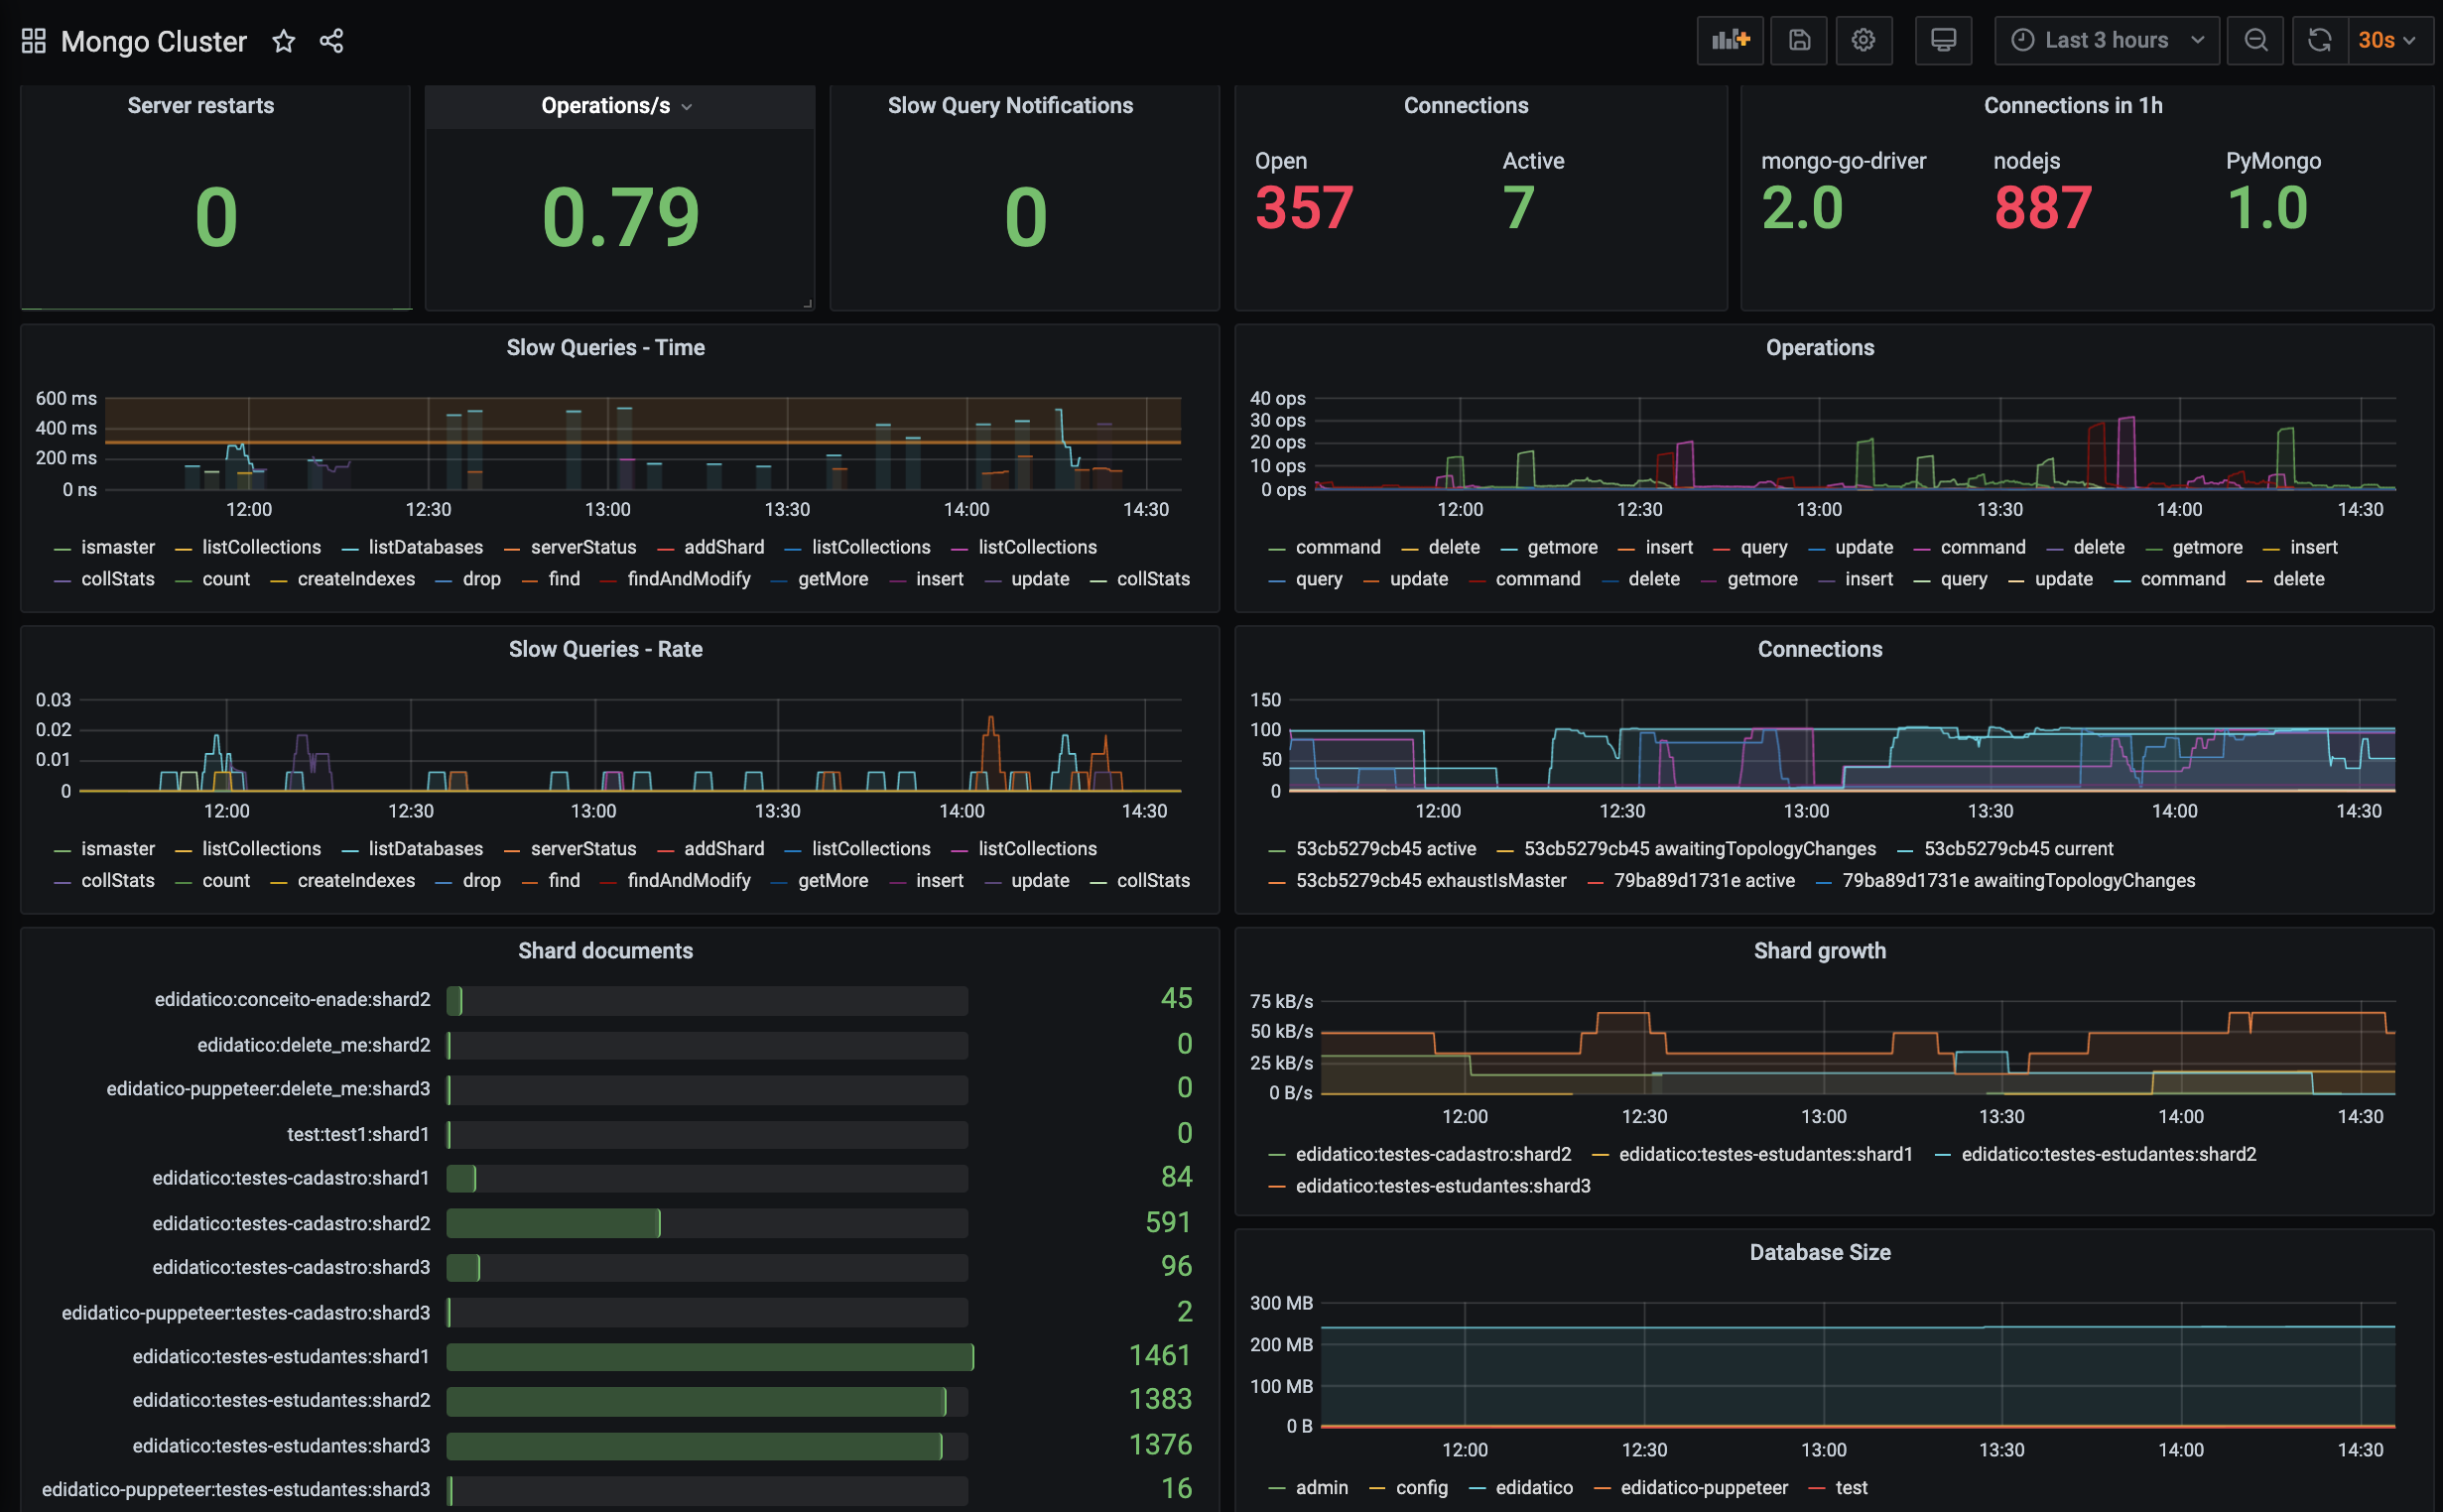 Mongo Cluster
Last 3 hours
30s
Server restarts
0
Operations/s
0.79
Slow Query Notifications
0
Connections
Open Active
357 7
Connections in 1h
mongo-go-driver nodejs PyMongo
2.0 887 1.0
Slow Queries - Time
600 ms
400 ms
200 ms
0 ns
12:00 12:30 13:00 13:30 14:00 14:30
ismaster listCollections listDatabases serverStatus addShard listCollections listCollections
collStats count createIndexes drop find findAndModify getMore insert update collStats
Operations
40 ops
30 ops
20 ops
10 ops
0 ops
12:00 12:30 13:00 13:30 14:00 14:30
command delete getmore insert query update command delete getmore insert
query update command delete getmore insert query update command delete
Slow Queries - Rate
0.03
0.02
0.01
0
12:00 12:30 13:00 13:30 14:00 14:30
ismaster listCollections listDatabases serverStatus addShard listCollections listCollections
collStats count createIndexes drop find findAndModify getMore insert update collStats
Connections
150
100
50
0
12:00 12:30 13:00 13:30 14:00 14:30
53cb5279cb45 active 53cb5279cb45 awaitingTopologyChanges 53cb5279cb45 current
53cb5279cb45 exhaustIsMaster 79ba89d1731e active 79ba89d1731e awaitingTopologyChanges
Shard documents
edidatico:conceito-enade:shard2 45
edidatico:delete_me:shard2 0
edidatico-puppeteer:delete_me:shard3 0
test:test1:shard1 0
edidatico:testes-cadastro:shard1 84
edidatico:testes-cadastro:shard2 591
edidatico:testes-cadastro:shard3 96
edidatico-puppeteer:testes-cadastro:shard3 2
edidatico:testes-estudantes:shard1 1461
edidatico:testes-estudantes:shard2 1383
edidatico:testes-estudantes:shard3 1376
edidatico-puppeteer:testes-estudantes:shard3 16
Shard growth
75 kB/s
50 kB/s
25 kB/s
0 B/s
12:00 12:30 13:00 13:30 14:00 14:30
edidatico:testes-cadastro:shard2 edidatico:testes-estudantes:shard1 edidatico:testes-estudantes:shard2
edidatico:testes-estudantes:shard3
Database Size
300 MB
200 MB
100 MB
0 B
12:00 12:30 13:00 13:30 14:00 14:30
admin config edidatico edidatico-puppeteer test